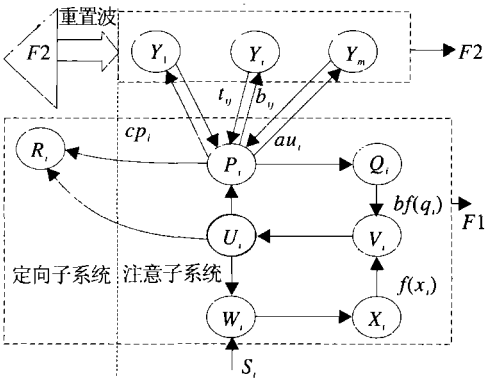 重置波
F2
Y₁ Yᵢ Yₘ
F2
tᵢⱼ bᵢⱼ
cpᵢ auᵢ
Rᵢ Pᵢ Qᵢ
bf(qᵢ)
F1
Uᵢ Vᵢ
定向子系统 注意子系统 f(xᵢ)
Wᵢ Xᵢ
Sᵢ